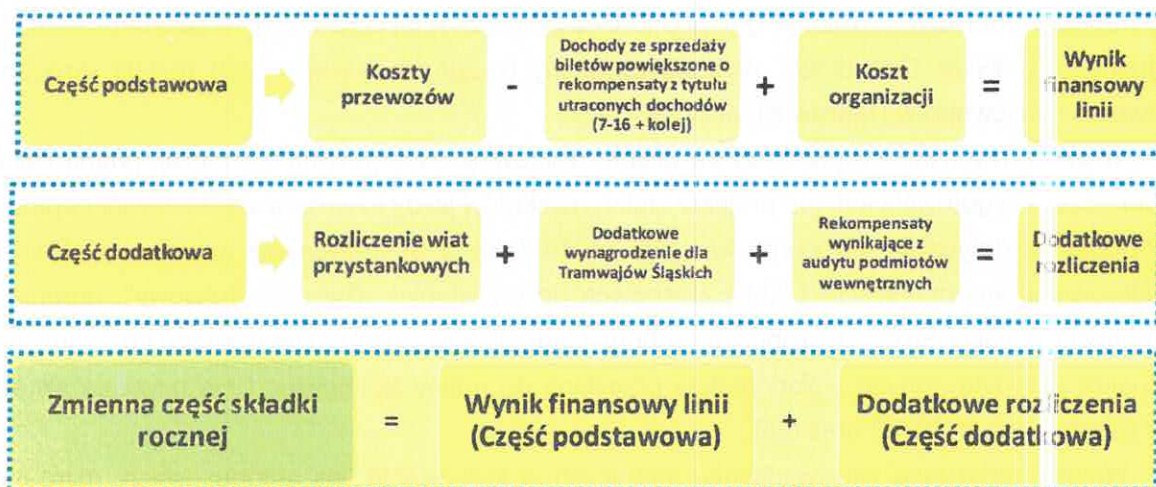 Część podstawowa
Koszty
przewozów
-
Dochody ze sprzedaży
biletów powiększone o
rekompensaty z tytułu
utraconych dochodów
(7-16 + kolej)
+
Koszt
organizacji
=
Wynik
finansowy
linii
Część dodatkowa
Rozliczenie wiat
przystankowych
+
Dodatkowe
wynagrodzenie dla
Tramwajów Śląskich
+
Rekompensaty
wynikające z
audytu podmiotów
wewnętrznych
=
Dodatkowe
rozliczenia
Zmienna część składki
rocznej
=
Wynik finansowy linii
(Część podstawowa)
+
Dodatkowe rozliczenia
(Część dodatkowa)